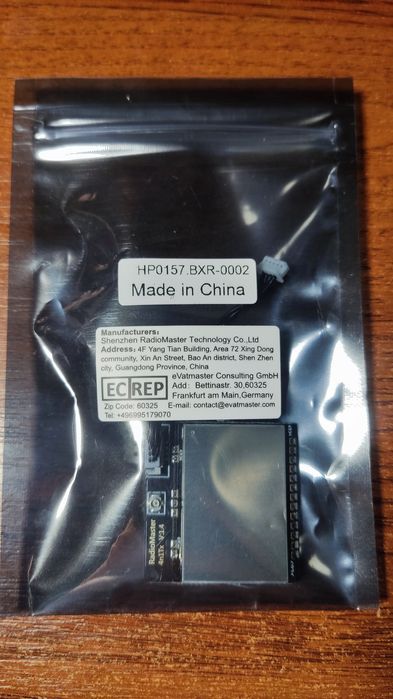 HP0157.BXR-0002
Made in China
Manufacturers:
Shenzhen RadioMaster Technology Co.,Ltd
Address: 4F Yang Tian Building, Area 72 Xing Dong
community, Xin An Street, Bao An district, Shen Zhen
city, Guangdong Province, China
EC REP
eVatmaster Consulting GmbH
Add: Bettinastr. 30,60325
Frankfurt am Main,Germany
Zip Code: 60325
E-mail: contact@evatmaster.com
Tel: +496995179070
RadioMaster
4n1Tx V1.4